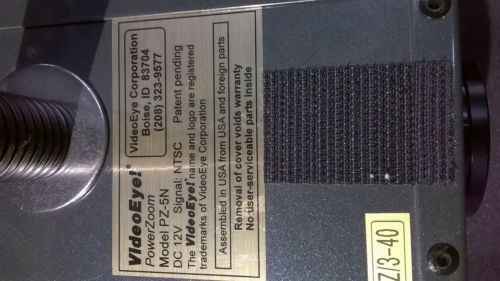 VideoEye!
PowerZoom
Model PZ-5N
DC 12V Signal: NTSC Patent pending
The VideoEye! name and logo are registered
trademarks of VideoEye Corporation
VideoEye Corporation
Boise, ID 83704
(208) 323-9577
Assembled in USA from USA and foreign parts
Removal of cover voids warranty
No user-serviceable parts inside
Z/3-40